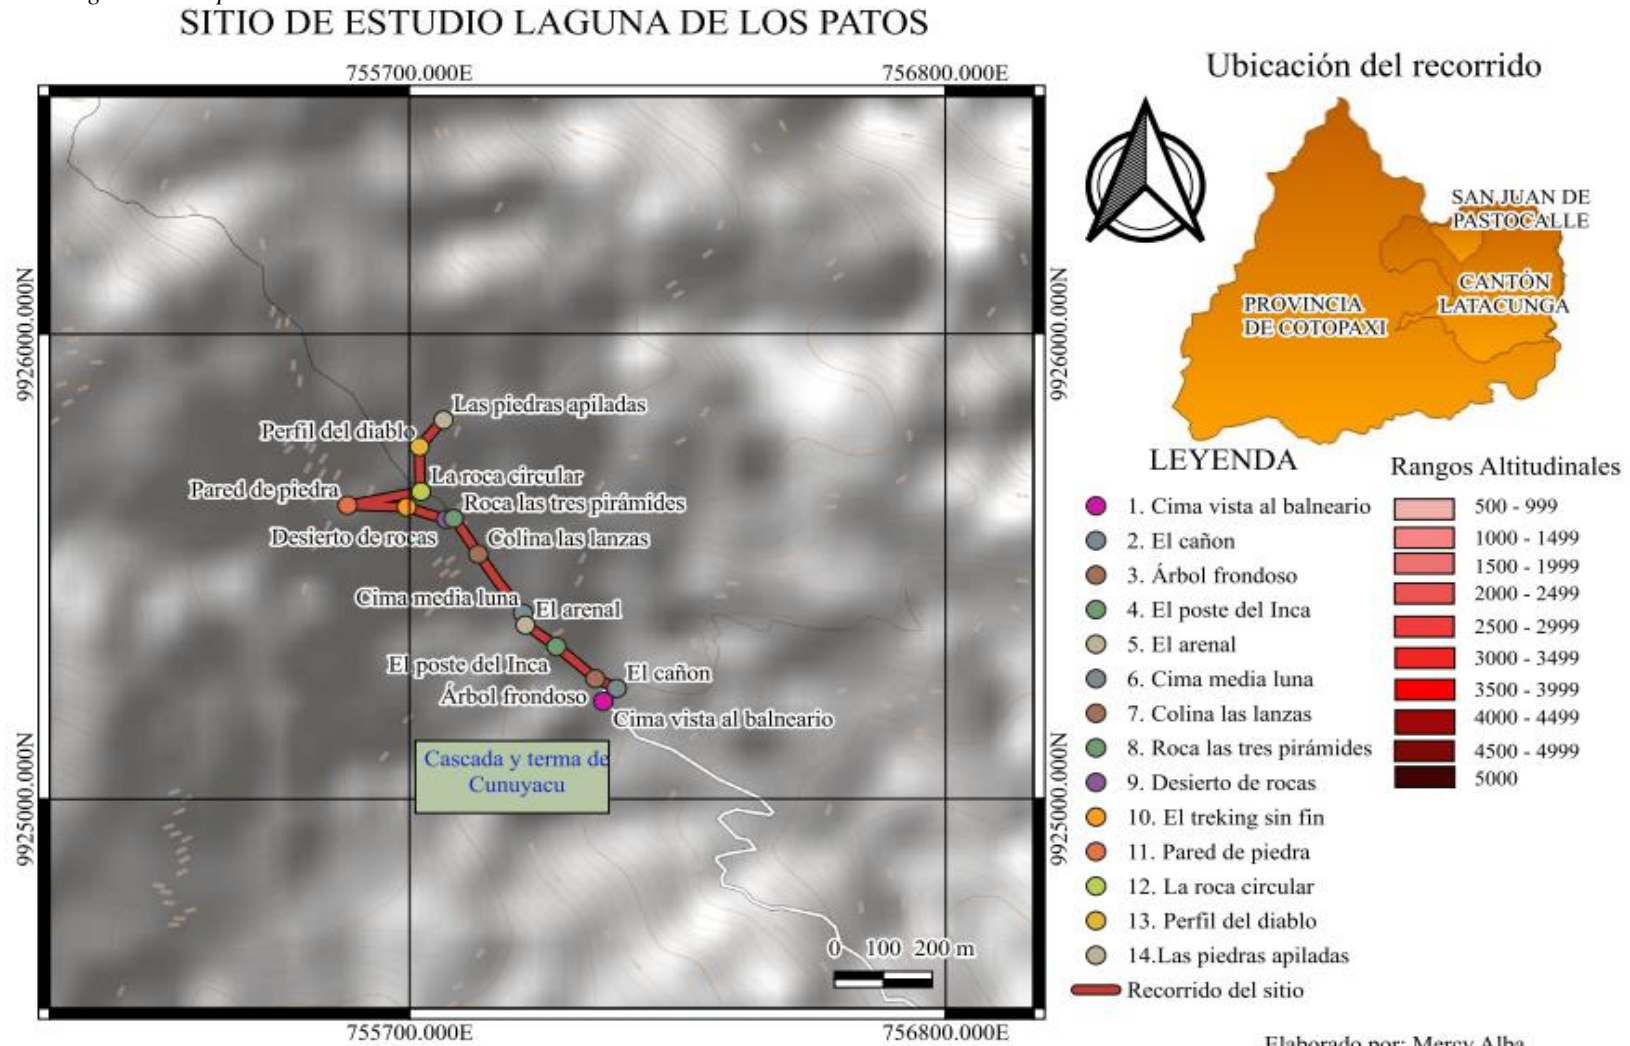 SITIO DE ESTUDIO LAGUNA DE LOS PATOS
755700.000E
756800.000E
9926000.000N
9926000.000N
9925000.000N
9925000.000N
Las piedras apiladas
Perfil del diablo
La roca circular
Pared de piedra
Roca las tres pirámides
Desierto de rocas
Colina las lanzas
Cima media luna
El arenal
El poste del Inca
El cañon
Árbol frondoso
Cima vista al balneario
Cascada y terma de
Cunuyacu
0 100 200 m
755700.000E
756800.000E
Ubicación del recorrido
SAN JUAN DE
PASTOCALLE
CANTÓN
LATACUNGA
PROVINCIA
DE COTOPAXI
LEYENDA
1. Cima vista al balneario
2. El cañon
3. Árbol frondoso
4. El poste del Inca
5. El arenal
6. Cima media luna
7. Colina las lanzas
8. Roca las tres pirámides
9. Desierto de rocas
10. El treking sin fin
11. Pared de piedra
12. La roca circular
13. Perfil del diablo
14.Las piedras apiladas
Recorrido del sitio
Rangos Altitudinales
500 - 999
1000 - 1499
1500 - 1999
2000 - 2499
2500 - 2999
3000 - 3499
3500 - 3999
4000 - 4499
4500 - 4999
5000
Elaborado por: Mercy Alba